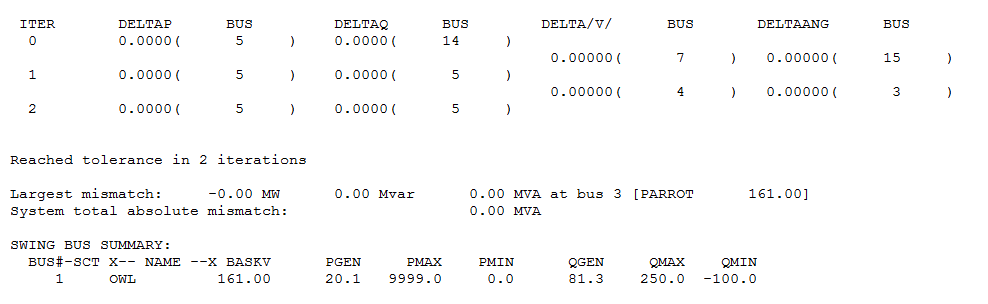 ITER DELTAP BUS DELTAQ BUS DELTA/V/ BUS DELTAANG BUS
0 0.0000( 5 ) 0.0000( 14 )
0.00000( 7 ) 0.00000( 15 )
1 0.0000( 5 ) 0.0000( 5 )
0.00000( 4 ) 0.00000( 3 )
2 0.0000( 5 ) 0.0000( 5 )
Reached tolerance in 2 iterations
Largest mismatch: -0.00 MW 0.00 Mvar 0.00 MVA at bus 3 [PARROT 161.00]
System total absolute mismatch: 0.00 MVA
SWING BUS SUMMARY:
BUS#-SCT X-- NAME --X BASKV PGEN PMAX PMIN QGEN QMAX QMIN
1 OWL 161.00 20.1 9999.0 0.0 81.3 250.0 -100.0